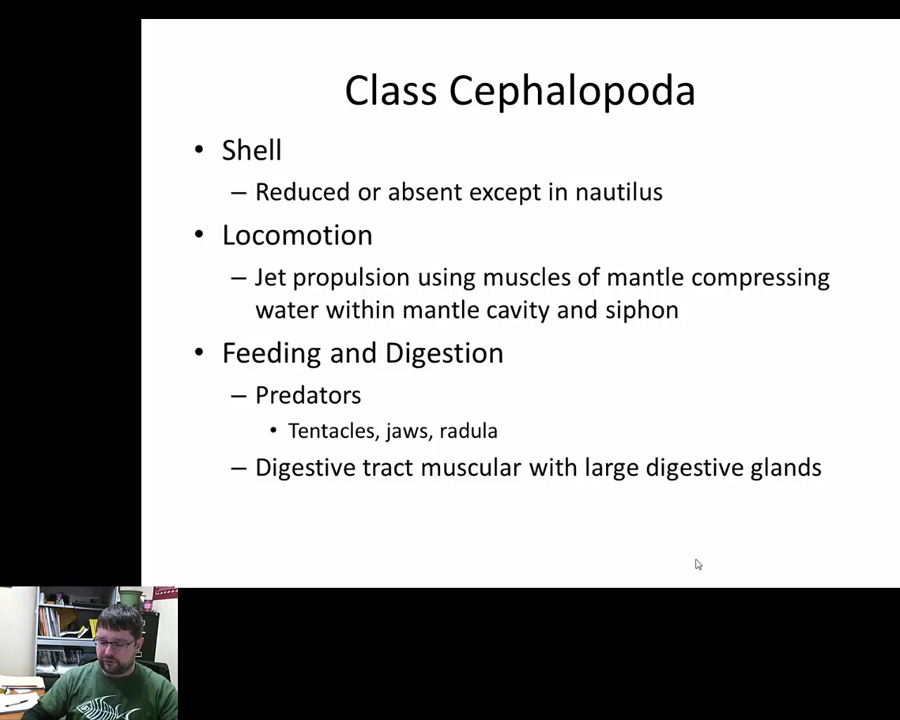 Class Cephalopoda
• Shell
– Reduced or absent except in nautilus
• Locomotion
– Jet propulsion using muscles of mantle compressing
water within mantle cavity and siphon
• Feeding and Digestion
– Predators
• Tentacles, jaws, radula
– Digestive tract muscular with large digestive glands